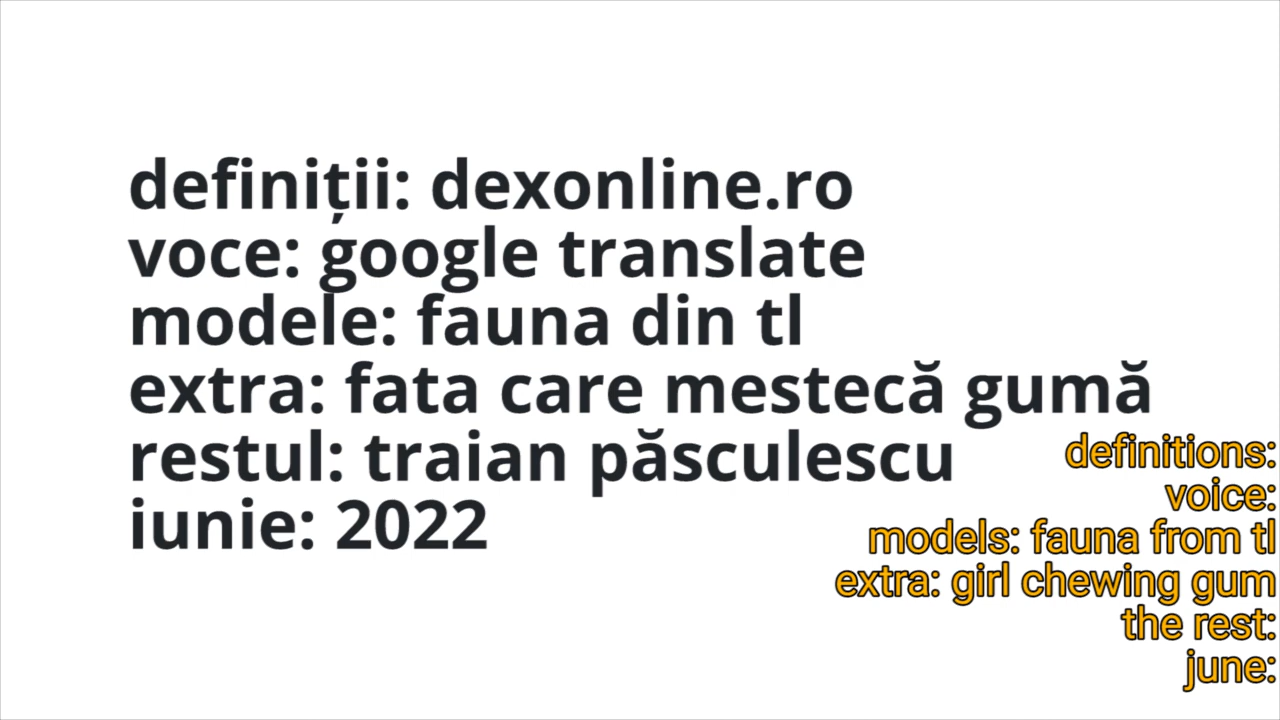 definiții: dexonline.ro
voce: google translate
modele: fauna din tl
extra: fata care mestecă gumă
restul: traian păsculescu
iunie: 2022
definitions:
voice:
models: fauna from tl
extra: girl chewing gum
the rest:
june: